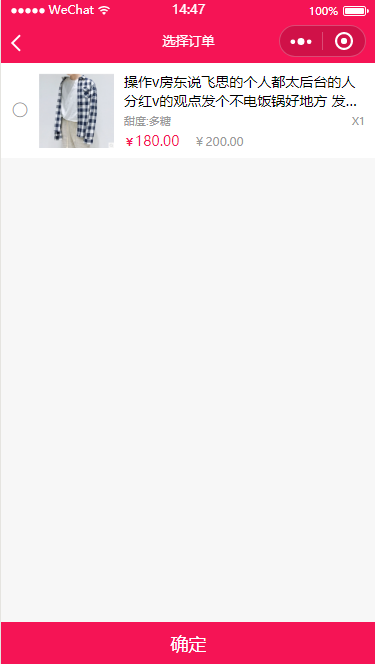 WeChat 14:47 100%
选择订单
操作v房东说飞思的个人都太后台的人
分红v的观点发个不电饭锅好地方 发...
甜度:多糖 X1
￥180.00 ￥200.00
确定